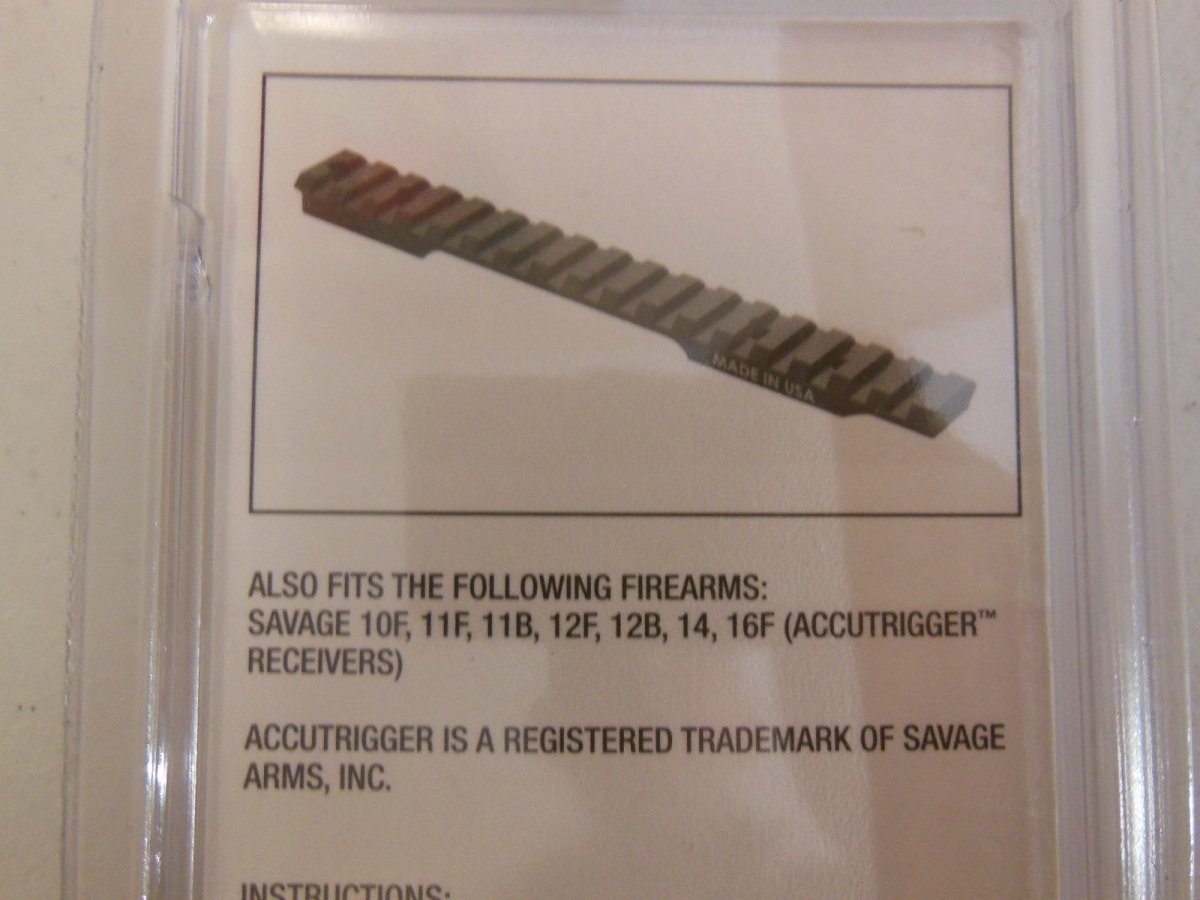 MADE IN USA
ALSO FITS THE FOLLOWING FIREARMS:
SAVAGE 10F, 11F, 11B, 12F, 12B, 14, 16F (ACCUTRIGGER™
RECEIVERS)
ACCUTRIGGER IS A REGISTERED TRADEMARK OF SAVAGE
ARMS, INC.
INSTRUCTIONS: